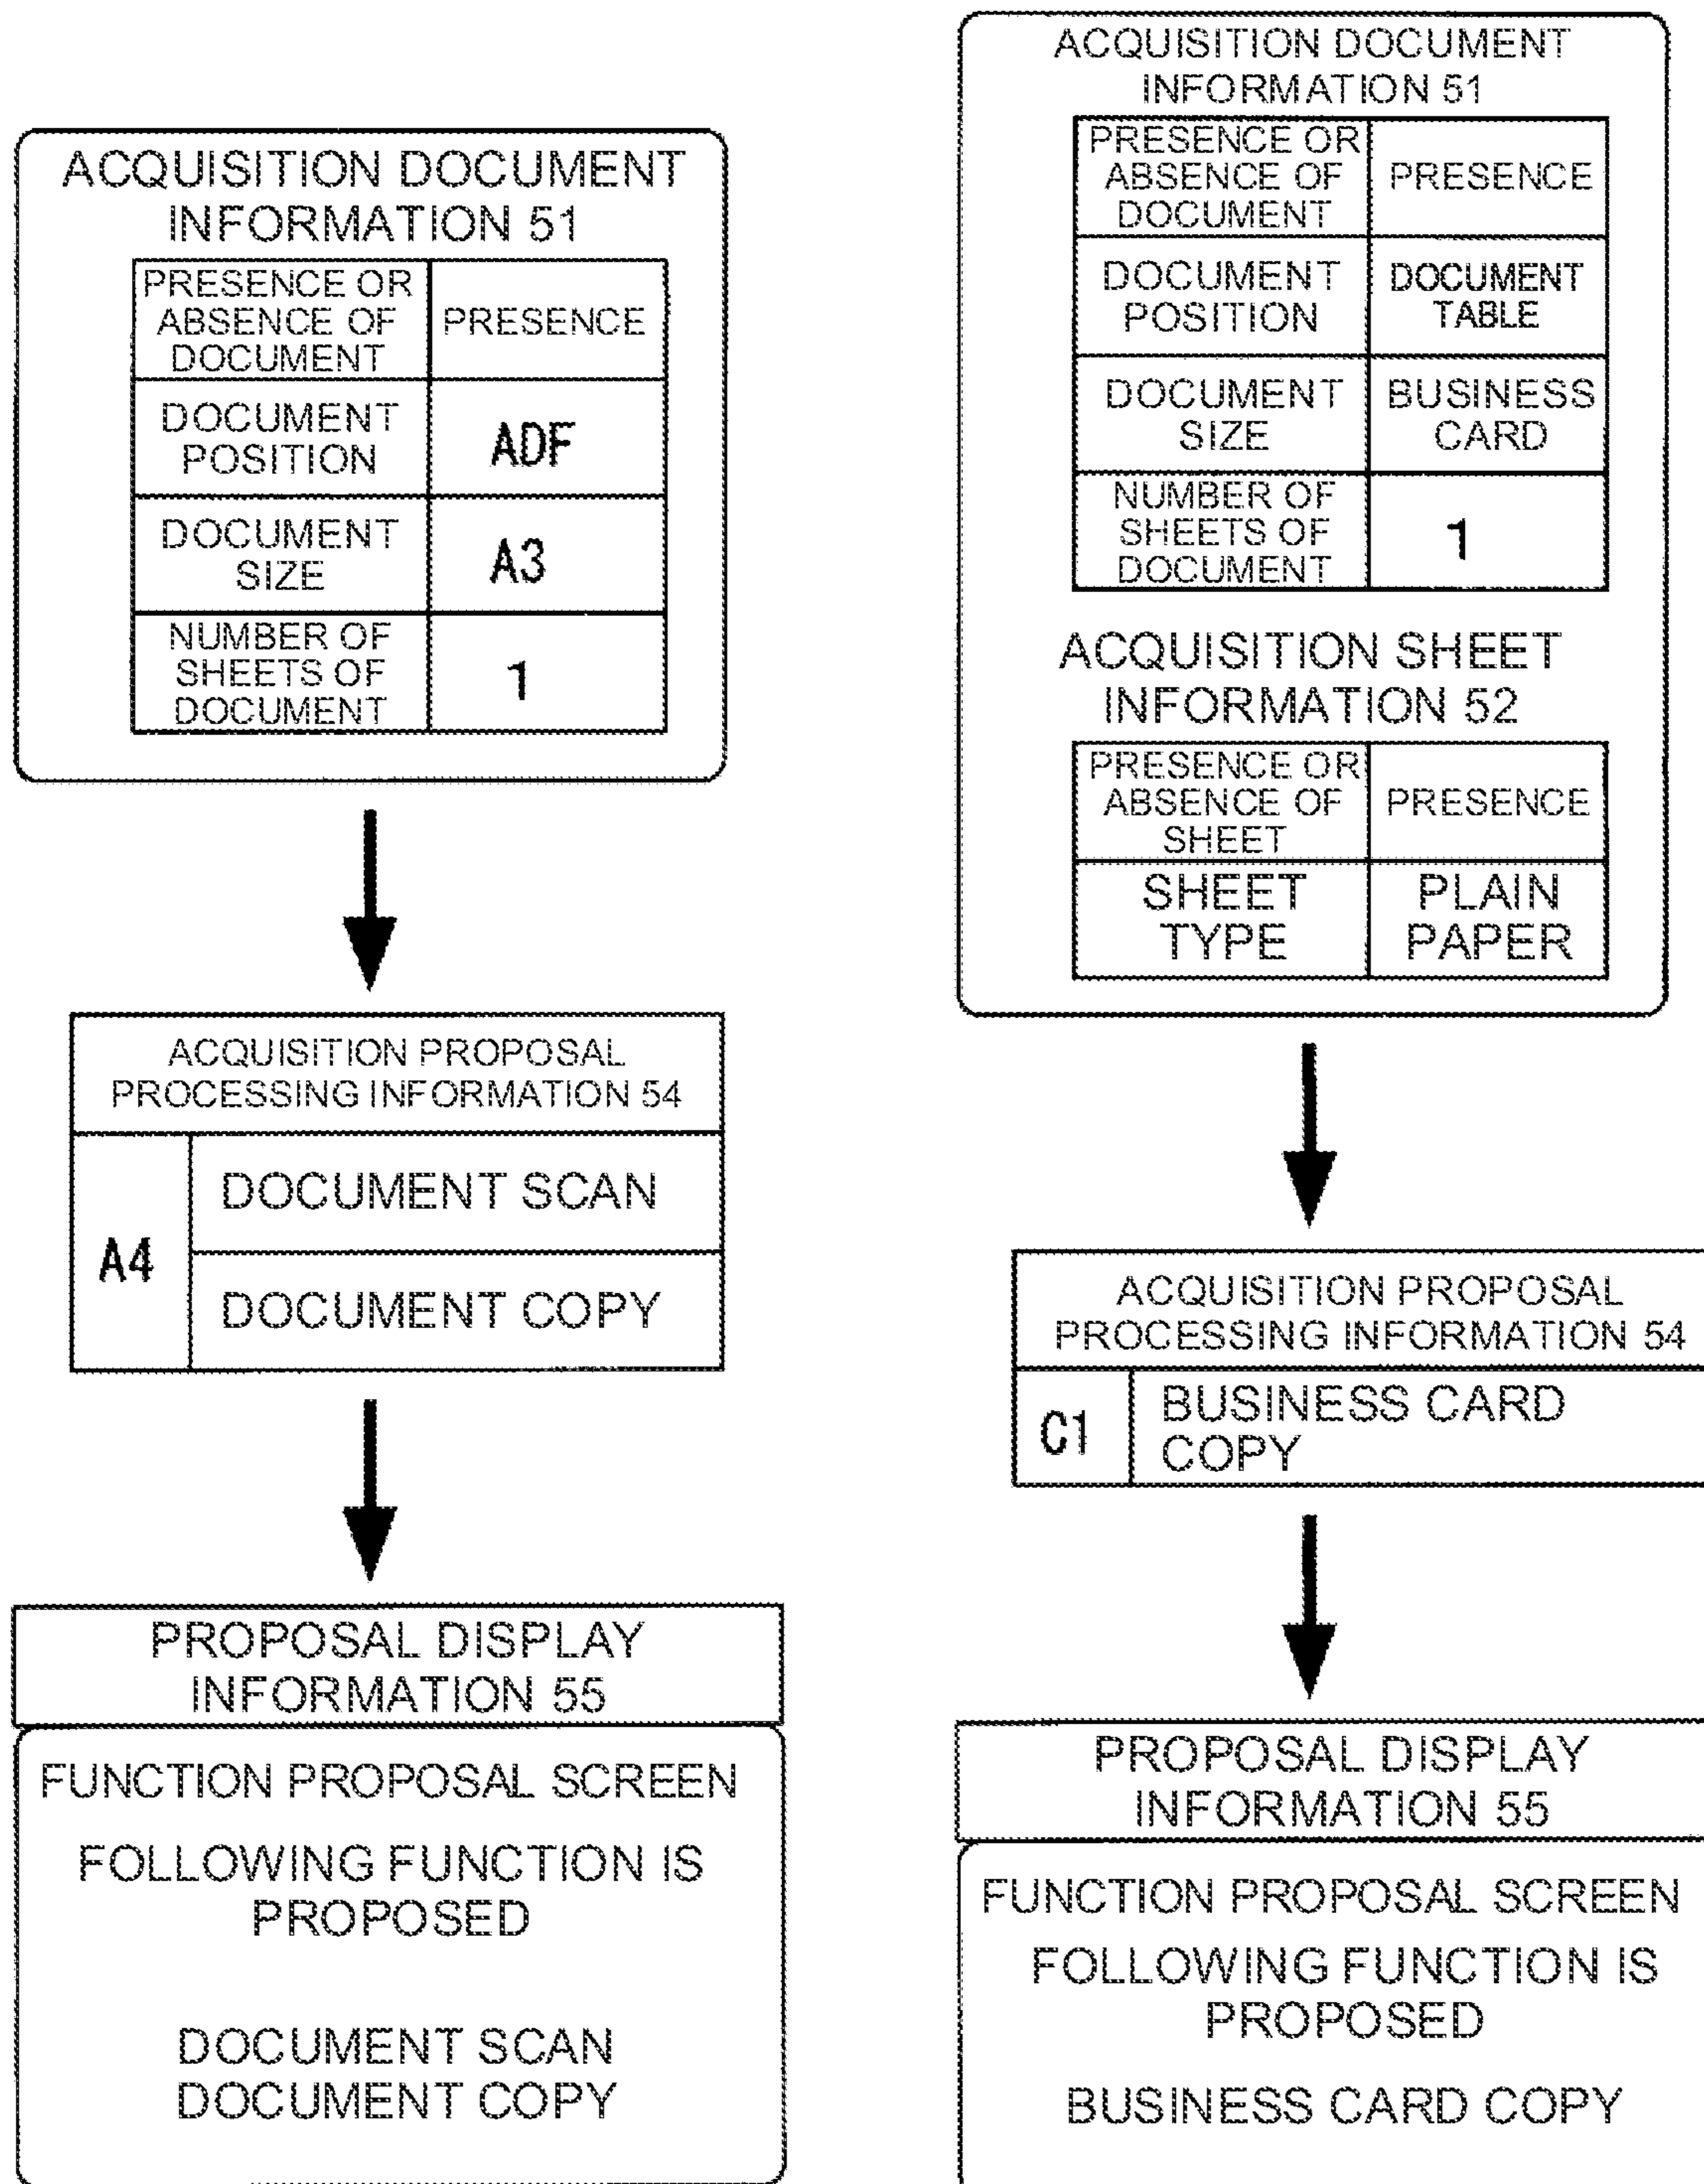 ACQUISITION DOCUMENT
INFORMATION 51
PRESENCE OR
ABSENCE OF
DOCUMENT
PRESENCE
DOCUMENT
POSITION
ADF
DOCUMENT
SIZE
A3
NUMBER OF
SHEETS OF
DOCUMENT
1
ACQUISITION PROPOSAL
PROCESSING INFORMATION 54
A4
DOCUMENT SCAN
DOCUMENT COPY
PROPOSAL DISPLAY
INFORMATION 55
FUNCTION PROPOSAL SCREEN
FOLLOWING FUNCTION IS
PROPOSED
DOCUMENT SCAN
DOCUMENT COPY
ACQUISITION DOCUMENT
INFORMATION 51
PRESENCE OR
ABSENCE OF
DOCUMENT
PRESENCE
DOCUMENT
POSITION
DOCUMENT
TABLE
DOCUMENT
SIZE
BUSINESS
CARD
NUMBER OF
SHEETS OF
DOCUMENT
1
ACQUISITION SHEET
INFORMATION 52
PRESENCE OR
ABSENCE OF
SHEET
PRESENCE
SHEET
TYPE
PLAIN
PAPER
ACQUISITION PROPOSAL
PROCESSING INFORMATION 54
C1
BUSINESS CARD
COPY
PROPOSAL DISPLAY
INFORMATION 55
FUNCTION PROPOSAL SCREEN
FOLLOWING FUNCTION IS
PROPOSED
BUSINESS CARD COPY